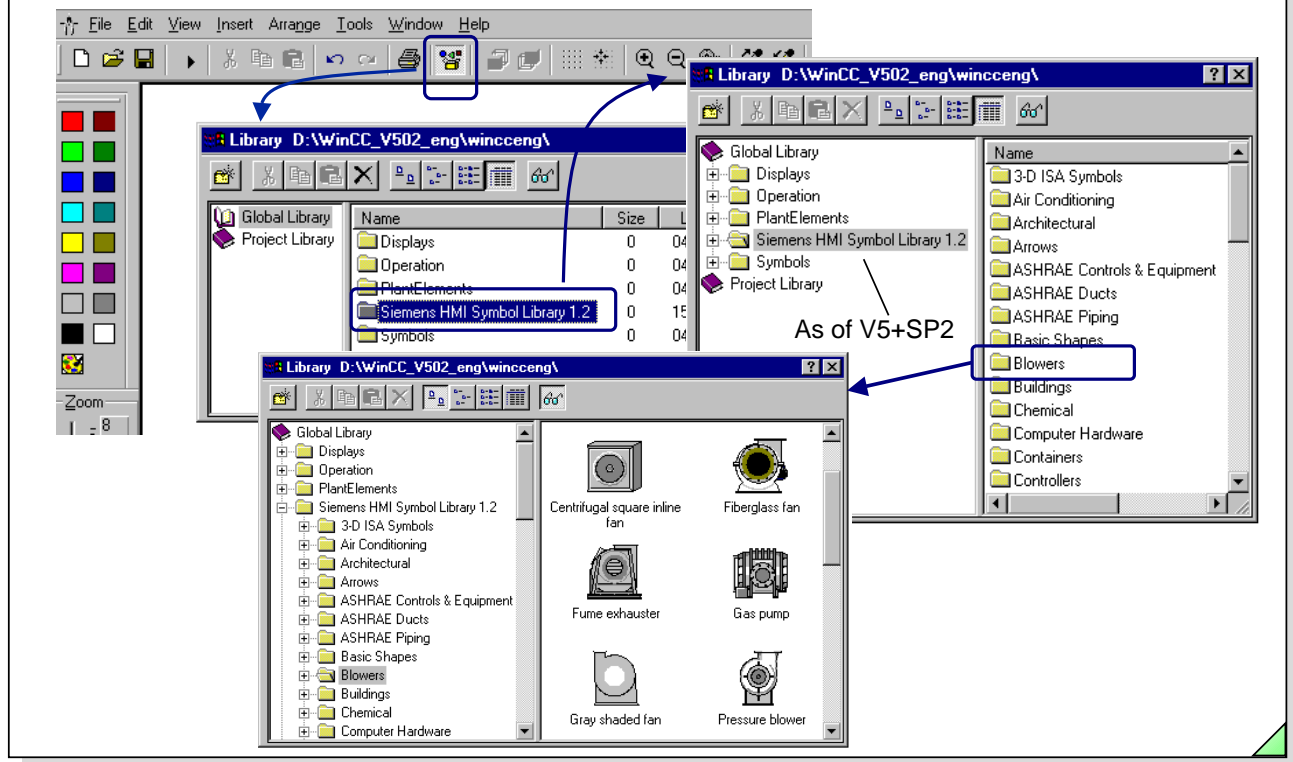 File Edit View Insert Arrange Tools Window Help
Zoom
8
Library D:\WinCC_V502_eng\wincceng\
Global Library
Project Library
Name Size L
Displays 0 04
Operation 0 04
PlantElements 0 04
Siemens HMI Symbol Library 1.2 0 15
Symbols 0 04
Library D:\WinCC_V502_eng\wincceng\
Global Library
Displays
Operation
PlantElements
Siemens HMI Symbol Library 1.2
Symbols
Project Library
As of V5+SP2
Name
3-D ISA Symbols
Air Conditioning
Architectural
Arrows
ASHRAE Controls & Equipment
ASHRAE Ducts
ASHRAE Piping
Basic Shapes
Blowers
Buildings
Chemical
Computer Hardware
Containers
Controllers
Library D:\WinCC_V502_eng\wincceng\
Global Library
Displays
Operation
PlantElements
Siemens HMI Symbol Library 1.2
3-D ISA Symbols
Air Conditioning
Architectural
Arrows
ASHRAE Controls & Equipment
ASHRAE Ducts
ASHRAE Piping
Basic Shapes
Blowers
Buildings
Chemical
Computer Hardware
Centrifugal square inline
fan
Fiberglass fan
Fume exhauster
Gas pump
Gray shaded fan
Pressure blower